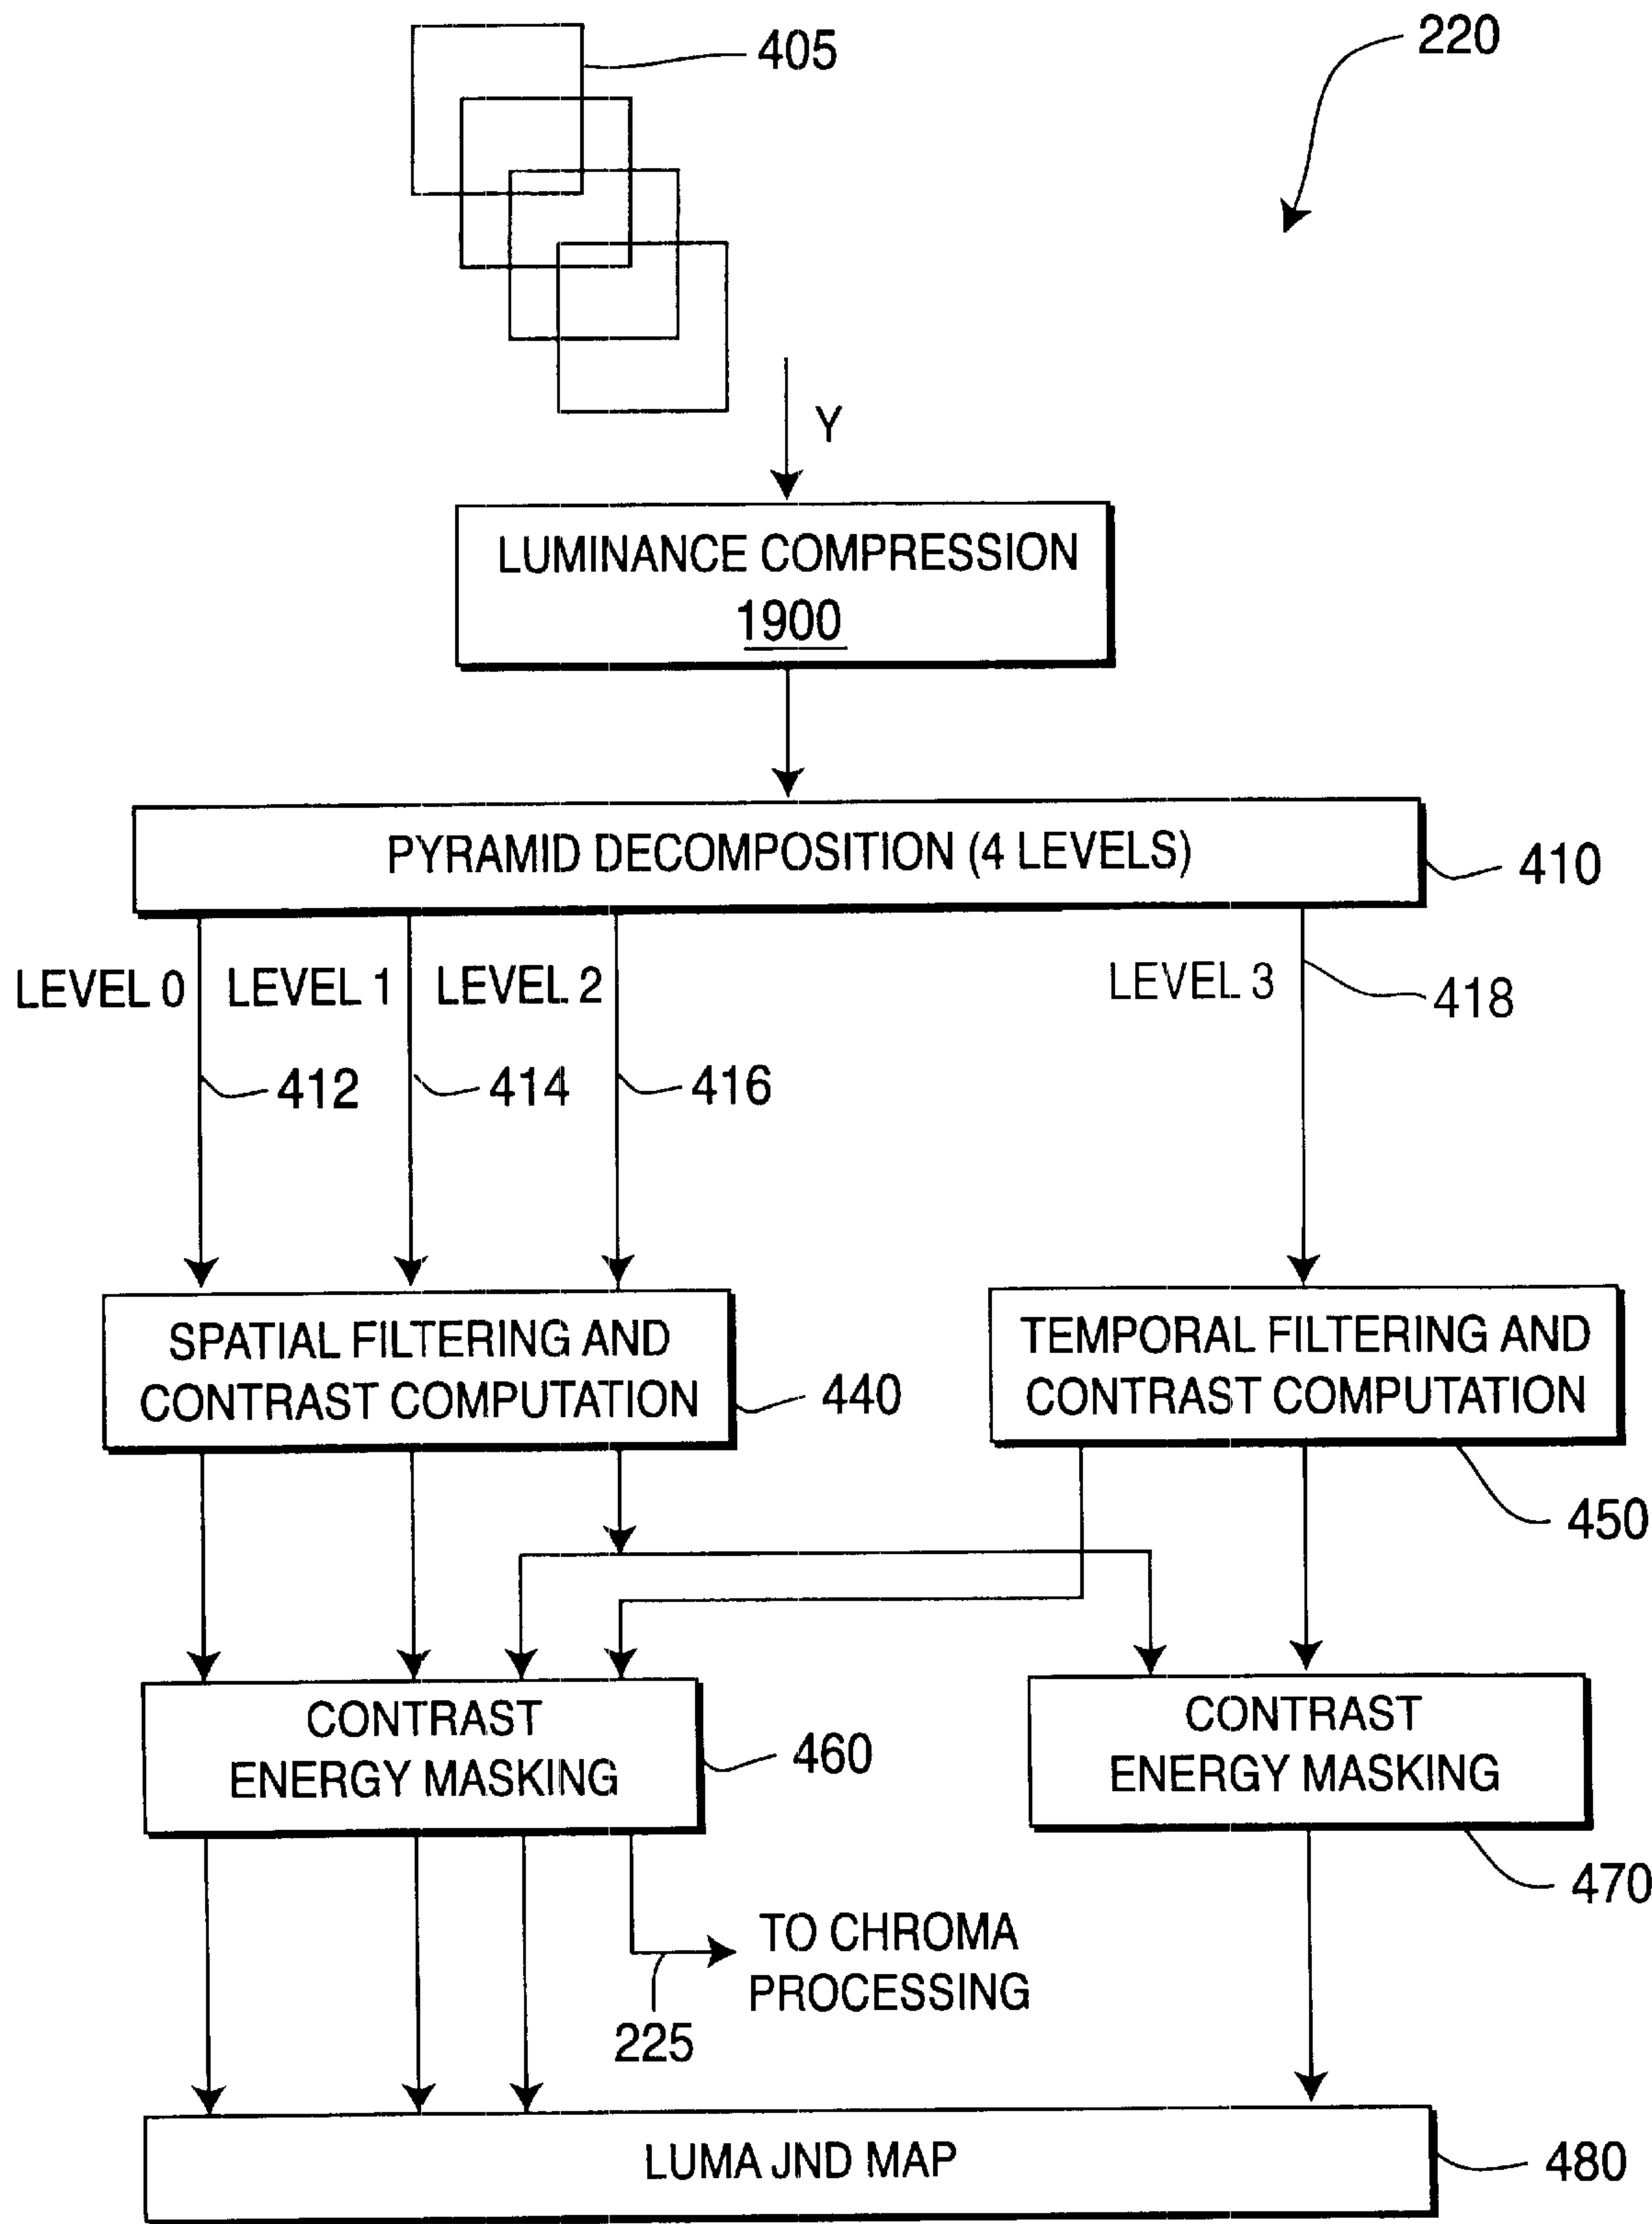 405
220
Y
LUMINANCE COMPRESSION
1900
PYRAMID DECOMPOSITION (4 LEVELS)
410
LEVEL 0
LEVEL 1
LEVEL 2
LEVEL 3
418
412
414
416
SPATIAL FILTERING AND
CONTRAST COMPUTATION
440
TEMPORAL FILTERING AND
CONTRAST COMPUTATION
450
CONTRAST
ENERGY MASKING
460
CONTRAST
ENERGY MASKING
470
TO CHROMA
PROCESSING
225
LUMA JND MAP
480